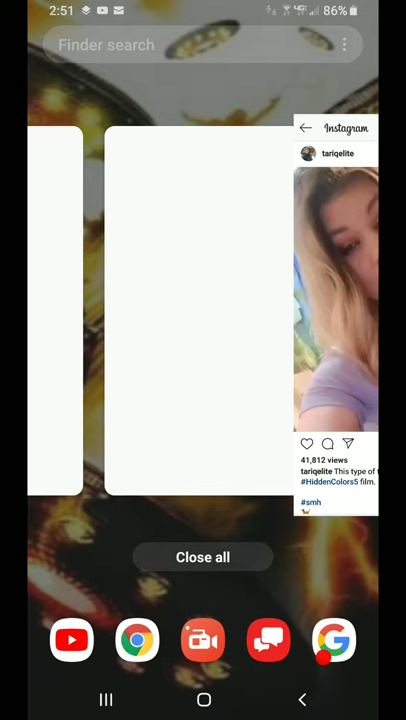 2:51
86%
Finder search
Instagram
tariqelite
41,812 views
tariqelite This type of
#HiddenColors5 film.
#smh
Close all